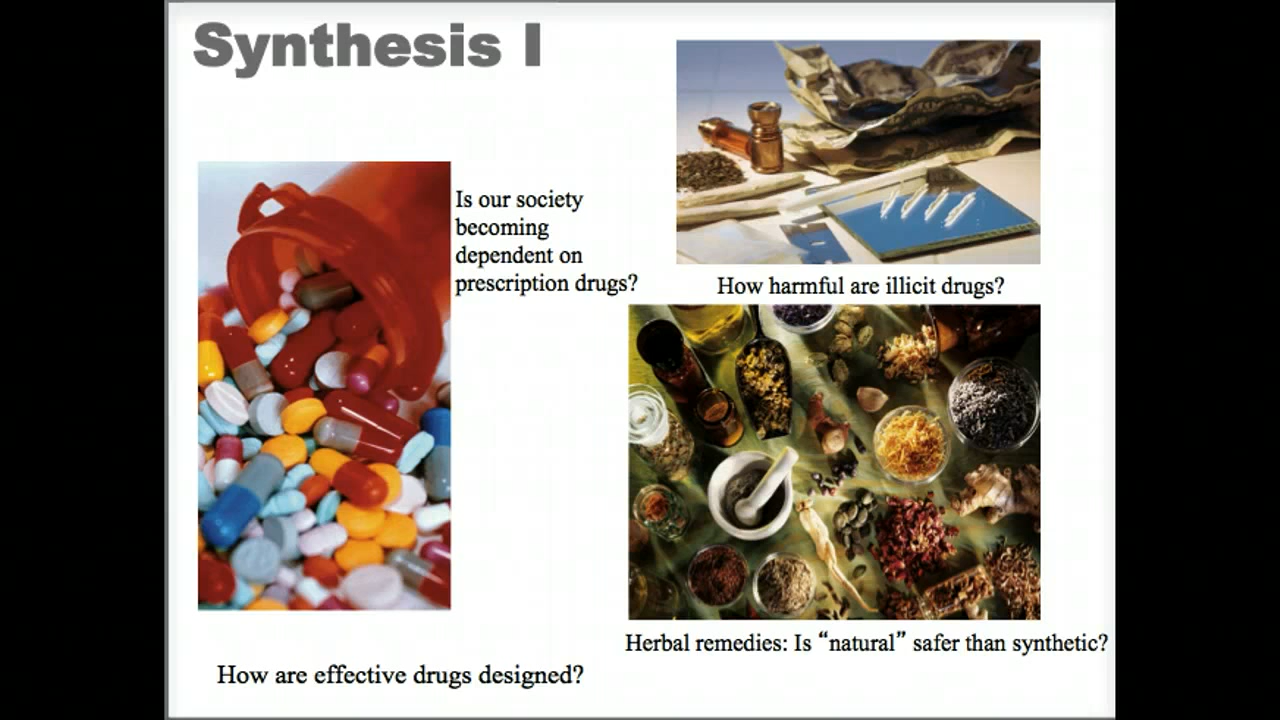 Synthesis I
Is our society
becoming
dependent on
prescription drugs?
How harmful are illicit drugs?
Herbal remedies: Is “natural” safer than synthetic?
How are effective drugs designed?